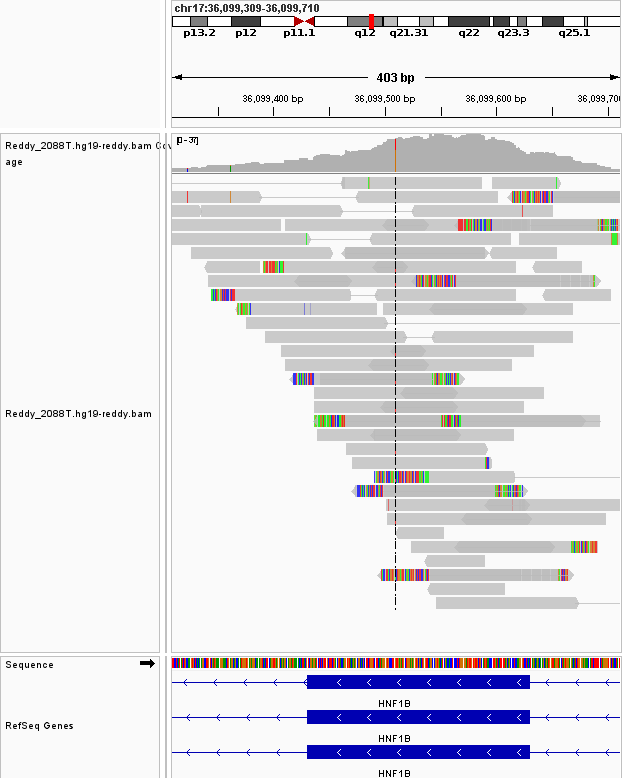 chr17:36,099,309-36,099,710
p13.2 p12 p11.1 q12 q21.31 q22 q23.3 q25.1
403 bp
36,099,400 bp 36,099,500 bp 36,099,600 bp 36,099,700
[0-37]
Reddy_2088T.hg19-reddy.bam Cov
age
Reddy_2088T.hg19-reddy.bam
Sequence
HNF1B
RefSeq Genes
HNF1B
HNF1B